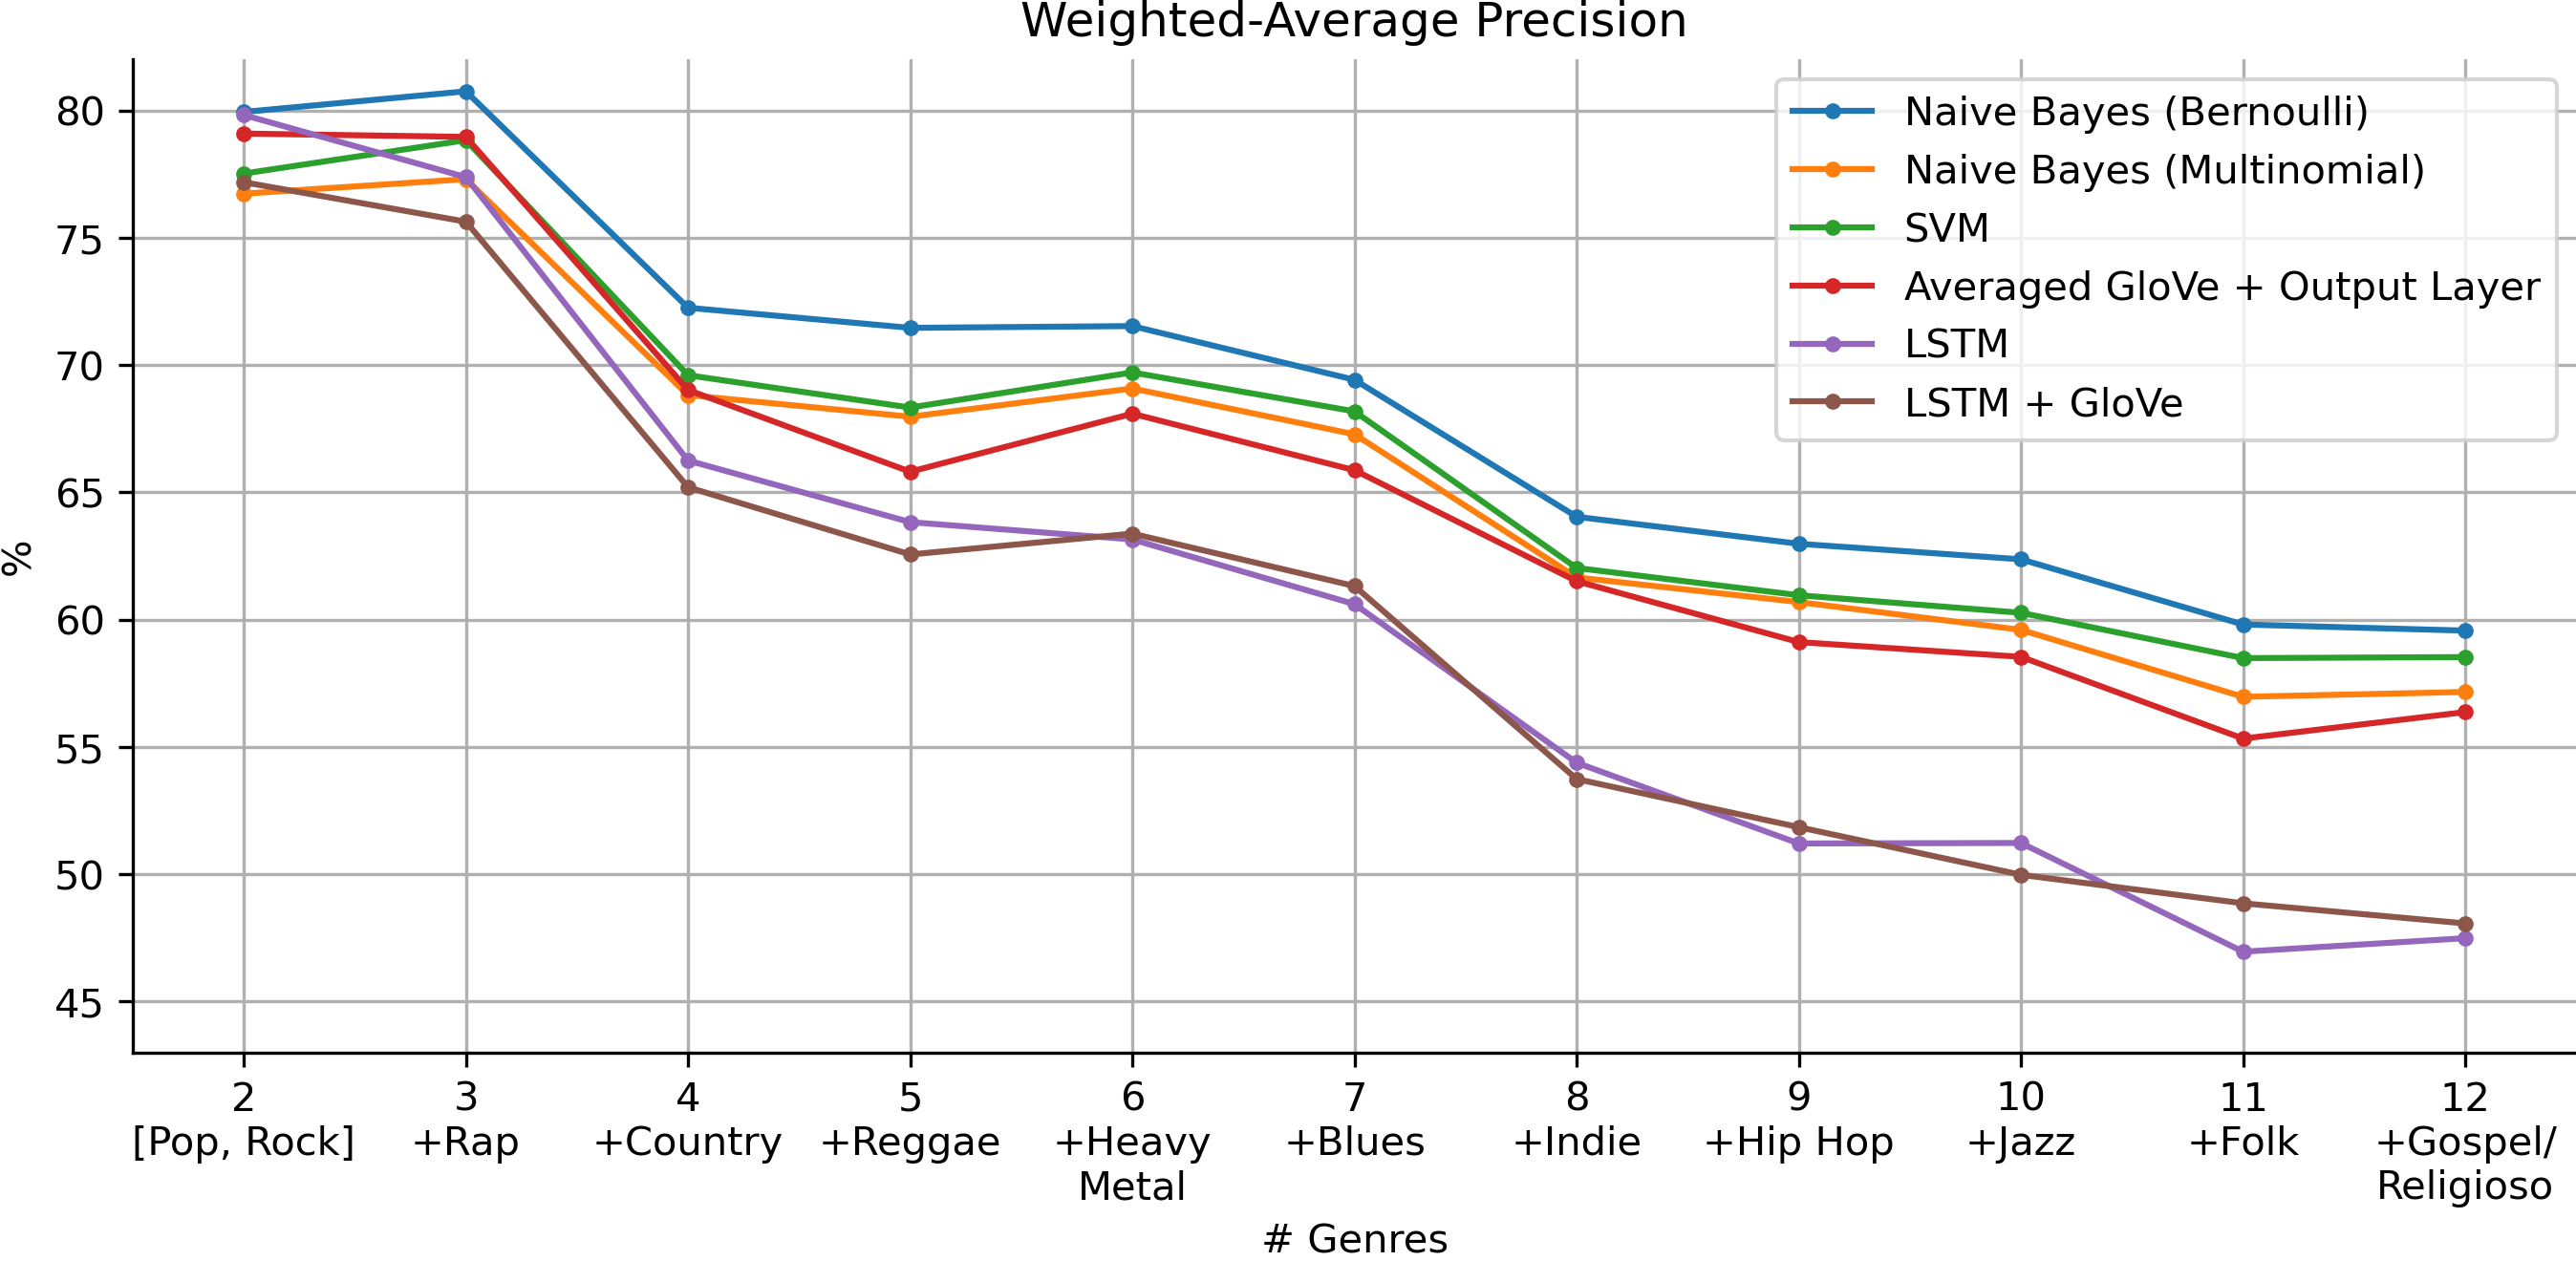 Weighted-Average Precision
80
75
70
65
60
55
50
45
%
Naive Bayes (Bernoulli)
Naive Bayes (Multinomial)
SVM
Averaged GloVe + Output Layer
LSTM
LSTM + GloVe
2 3 4 5 6 7 8 9 10 11 12
[Pop, Rock] +Rap +Country +Reggae +Heavy +Blues +Indie +Hip Hop +Jazz +Folk +Gospel/
Metal Religioso
# Genres